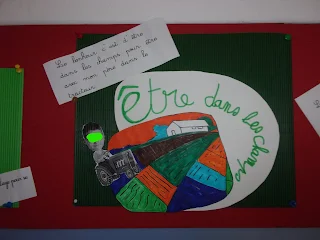 Le bonheur c'est d'être
dans les champs pour être
avec mon père dans le
tracteur.
être dans les champs